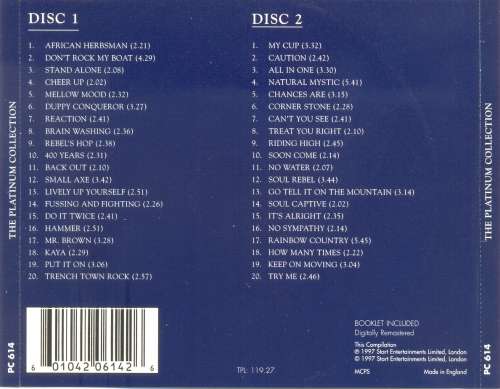 THE PLATINUM COLLECTION
PC 614
DISC 1
1. AFRICAN HERBSMAN (2.21)
2. DON'T ROCK MY BOAT (4.29)
3. STAND ALONE (2.08)
4. CHEER UP (2.02)
5. MELLOW MOOD (2.32)
6. DUPPY CONQUEROR (3.27)
7. REACTION (2.41)
8. BRAIN WASHING (2.36)
9. REBEL'S HOP (2.38)
10. 400 YEARS (2.31)
11. BACK OUT (2.10)
12. SMALL AXE (3.42)
13. LIVELY UP YOURSELF (2.51)
14. FUSSING AND FIGHTING (2.26)
15. DO IT TWICE (2.41)
16. HAMMER (2.51)
17. MR. BROWN (3.28)
18. KAYA (2.29)
19. PUT IT ON (3.06)
20. TRENCH TOWN ROCK (2.57)
DISC 2
1. MY CUP (3.32)
2. CAUTION (2.42)
3. ALL IN ONE (3.30)
4. NATURAL MYSTIC (5.41)
5. CHANCES ARE (3.15)
6. CORNER STONE (2.28)
7. CAN'T YOU SEE (2.41)
8. TREAT YOU RIGHT (2.10)
9. RIDING HIGH (2.45)
10. SOON COME (2.14)
11. NO WATER (2.07)
12. SOUL REBEL (3.44)
13. GO TELL IT ON THE MOUNTAIN (3.14)
14. SOUL CAPTIVE (2.02)
15. IT'S ALRIGHT (2.35)
16. NO SYMPATHY (2.14)
17. RAINBOW COUNTRY (5.45)
18. HOW MANY TIMES (2.22)
19. KEEP ON MOVING (3.04)
20. TRY ME (2.46)
6 01042 06142 6
TPL: 119.27
BOOKLET INCLUDED
Digitally Remastered
This Compilation
℗ 1997 Start Entertainments Limited, London
© 1997 Start Entertainments Limited, London
MCPS Made in England
THE PLATINUM COLLECTION
PC 614